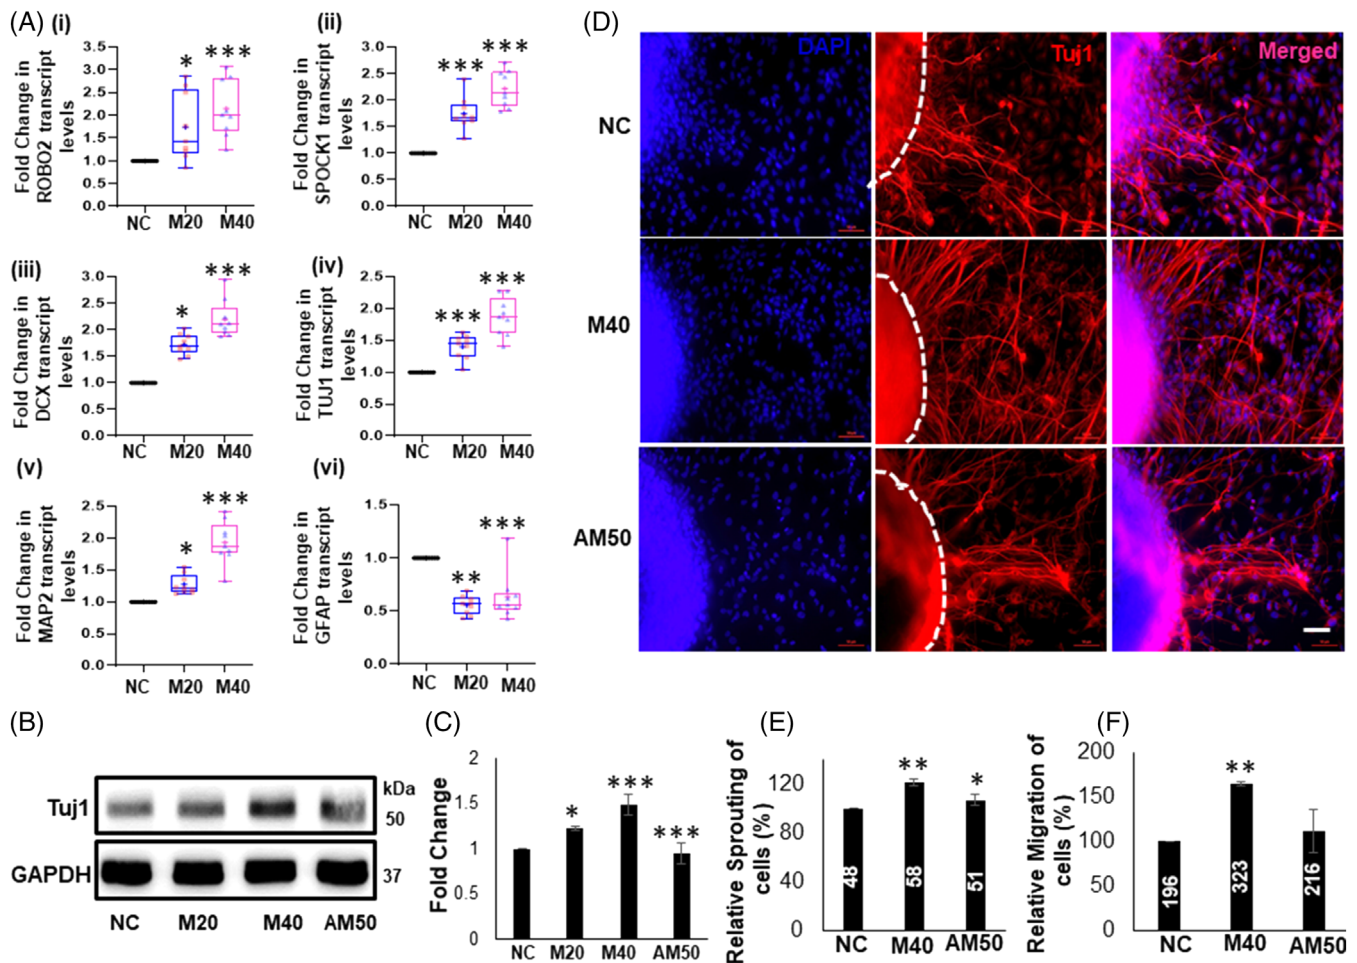 (A)
(i)
Fold Change in
ROBO2 transcript
levels
3.5
3.0
2.5
2.0
1.5
1.0
0.5
0.0
*
***
NC M20 M40
(ii)
Fold Change in
SPOCK1 transcript
levels
3.0
2.5
2.0
1.5
1.0
0.5
0.0
***
***
NC M20 M40
(iii)
Fold Change in
DCX transcript
levels
3.0
2.5
2.0
1.5
1.0
0.5
0.0
*
***
NC M20 M40
(iv)
Fold Change in
TUJ1 transcript
levels
2.5
2.0
1.5
1.0
0.5
0.0
***
***
NC M20 M40
(v)
Fold Change in
MAP2 transcript
levels
2.5
2.0
1.5
1.0
0.5
0.0
*
***
NC M20 M40
(vi)
Fold Change in
GFAP transcript
levels
1.5
1.0
0.5
0.0
**
***
NC M20 M40
(D)
DAPI Tuj1 Merged
NC
M40
AM50
(B)
Tuj1
GAPDH
kDa
50
37
NC M20 M40 AM50
(C)
Fold Change
2
1.5
1
0.5
0
*
***
***
NC M20 M40 AM50
(E)
Relative Sprouting of
cells (%)
120
80
40
0
**
*
48 58 51
NC M40 AM50
(F)
Relative Migration of
cells (%)
200
150
100
50
0
**
196 323 216
NC M40 AM50